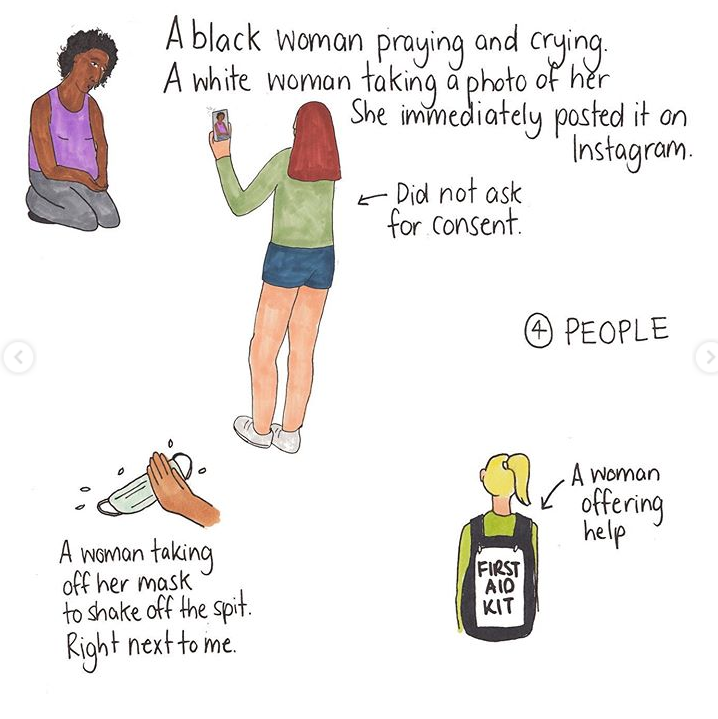 A black woman praying and crying.
A white woman taking a photo of her
She immediately posted it on
Instagram.
Did not ask
for consent.
4 PEOPLE
A woman taking
off her mask
to shake off the spit.
Right next to me.
A woman
offering
help
FIRST
AID
KIT